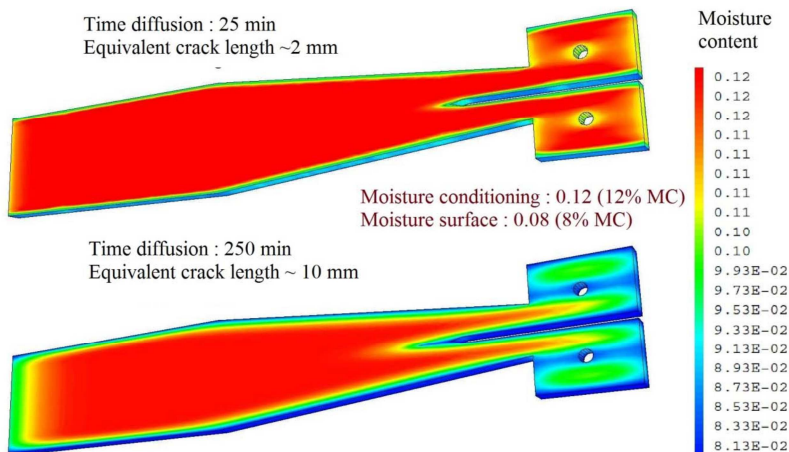 Time diffusion : 25 min
Equivalent crack length ~2 mm
Moisture conditioning : 0.12 (12% MC)
Moisture surface : 0.08 (8% MC)
Time diffusion : 250 min
Equivalent crack length ~ 10 mm
Moisture
content
0.12
0.12
0.12
0.11
0.11
0.11
0.11
0.10
0.10
9.93E-02
9.73E-02
9.53E-02
9.33E-02
9.13E-02
8.93E-02
8.73E-02
8.53E-02
8.33E-02
8.13E-02